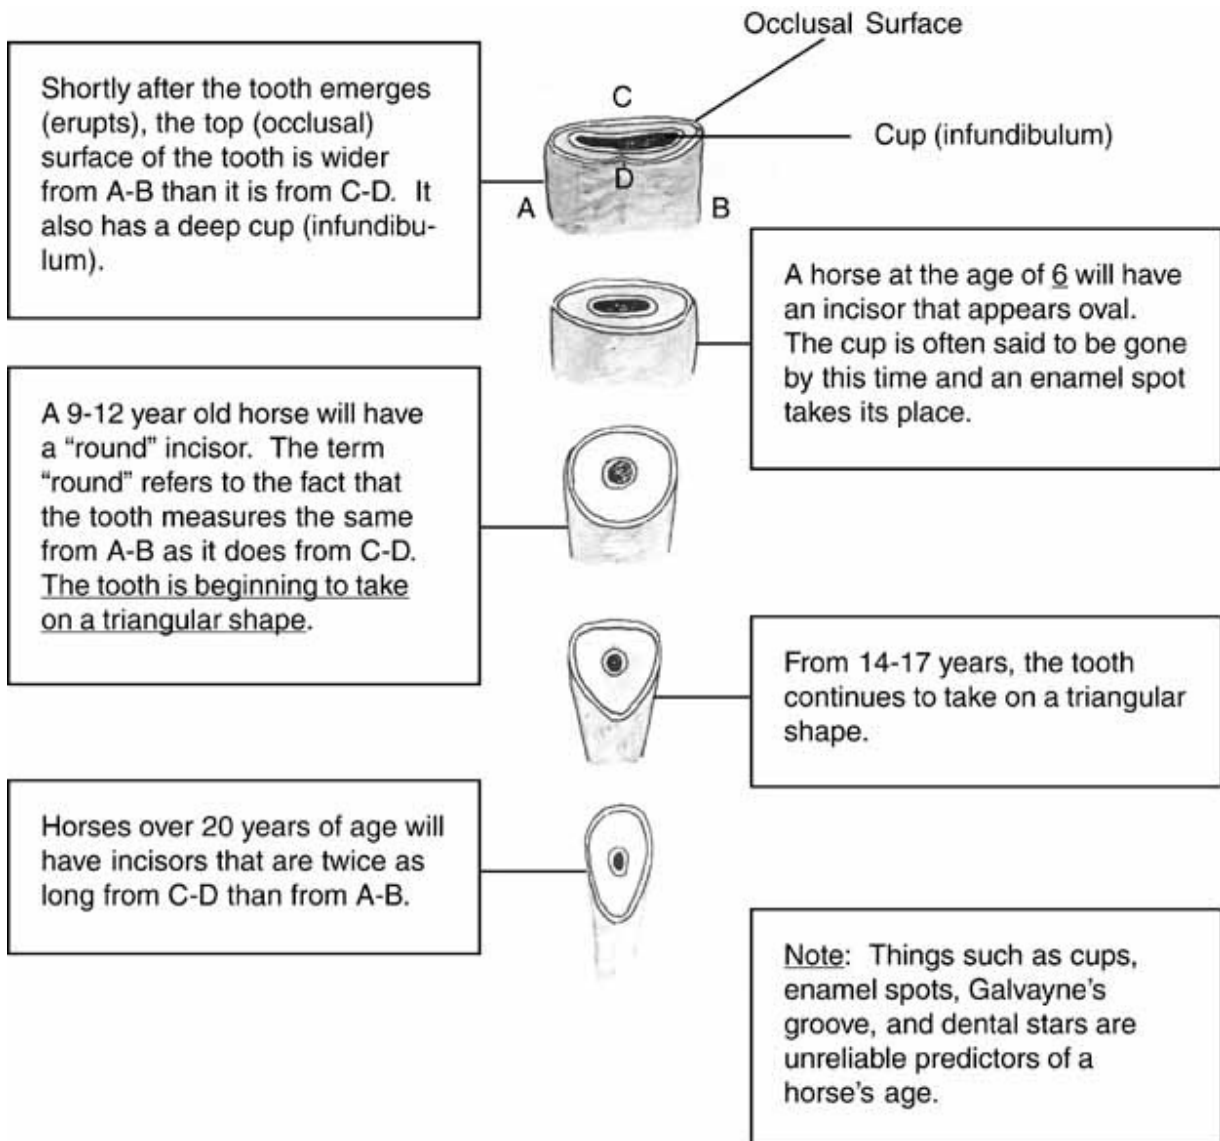 Occlusal Surface
Shortly after the tooth emerges
(erupts), the top (occlusal)
surface of the tooth is wider
from A-B than it is from C-D.  It
also has a deep cup (infundibu-
lum).
C
Cup (infundibulum)
D
A
B
A horse at the age of 6 will have
an incisor that appears oval.
The cup is often said to be gone
by this time and an enamel spot
takes its place.
A 9-12 year old horse will have
a “round” incisor.  The term
“round” refers to the fact that
the tooth measures the same
from A-B as it does from C-D.
The tooth is beginning to take
on a triangular shape.
From 14-17 years, the tooth
continues to take on a triangular
shape.
Horses over 20 years of age will
have incisors that are twice as
long from C-D than from A-B.
Note:  Things such as cups,
enamel spots, Galvayne’s
groove, and dental stars are
unreliable predictors of a
horse’s age.